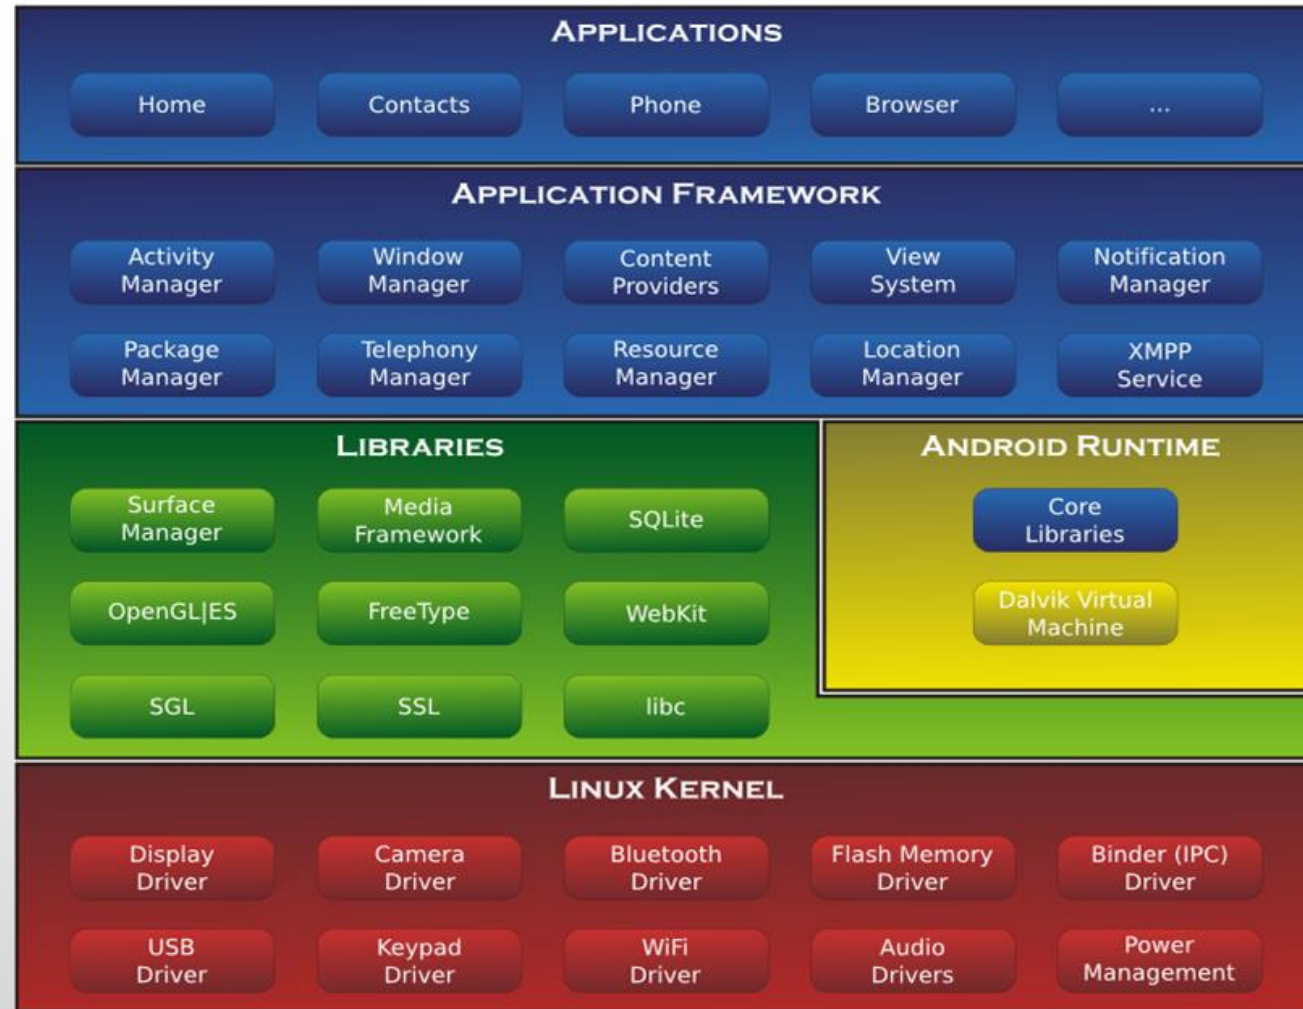 APPLICATIONS
Home
Contacts
Phone
Browser
...
APPLICATION FRAMEWORK
Activity
Manager
Window
Manager
Content
Providers
View
System
Notification
Manager
Package
Manager
Telephony
Manager
Resource
Manager
Location
Manager
XMPP
Service
LIBRARIES
Surface
Manager
Media
Framework
SQLite
OpenGL|ES
FreeType
WebKit
SGL
SSL
libc
ANDROID RUNTIME
Core
Libraries
Dalvik Virtual
Machine
LINUX KERNEL
Display
Driver
Camera
Driver
Bluetooth
Driver
Flash Memory
Driver
Binder (IPC)
Driver
USB
Driver
Keypad
Driver
WiFi
Driver
Audio
Drivers
Power
Management